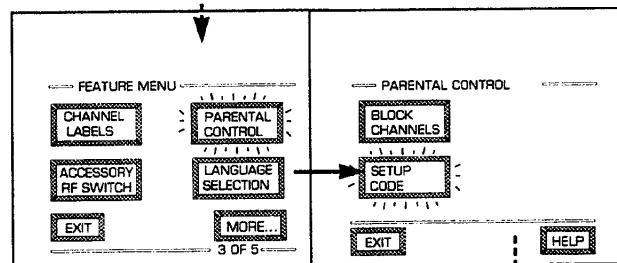 FEATURE MENU
CHANNEL
LABELS
PARENTAL
CONTROL
ACCESSORY
RF SWITCH
LANGUAGE
SELECTION
EXIT
MORE...
3 OF 5
PARENTAL CONTROL
BLOCK
CHANNELS
SETUP
CODE
EXIT
HELP